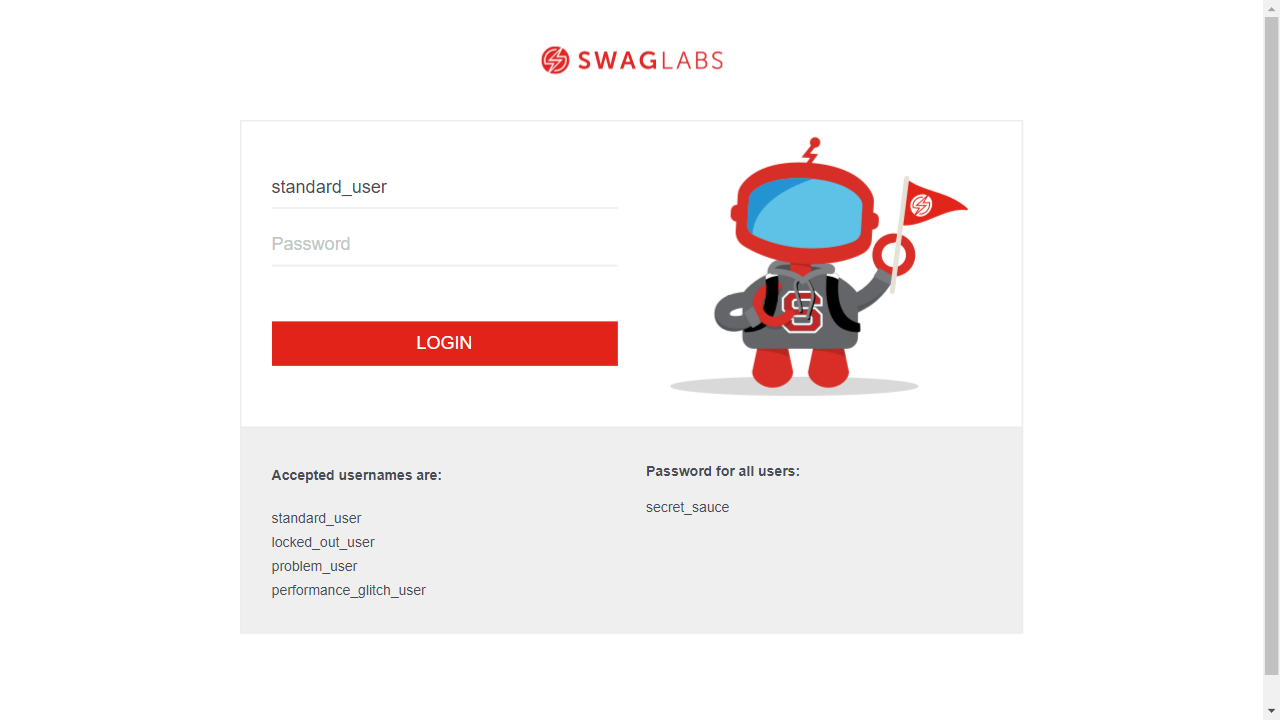 SWAGLABS
standard_user
Password
LOGIN
S
Accepted usernames are:
standard_user
locked_out_user
problem_user
performance_glitch_user
Password for all users:
secret_sauce